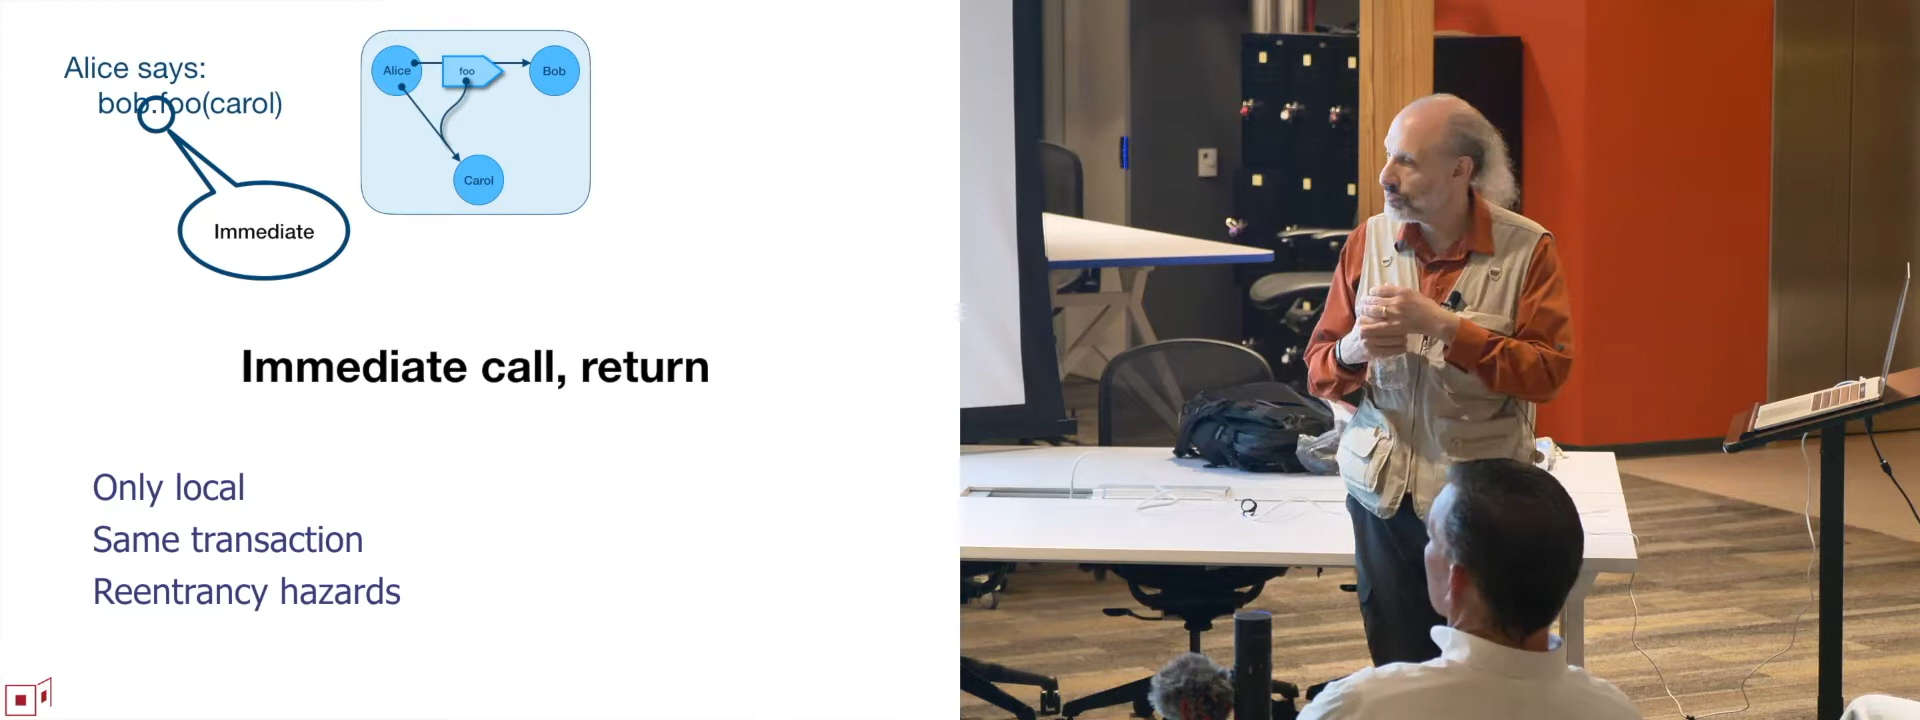 Alice says:
bob.foo(carol)
Immediate
Alice
foo
Bob
Carol
Immediate call, return
Only local
Same transaction
Reentrancy hazards